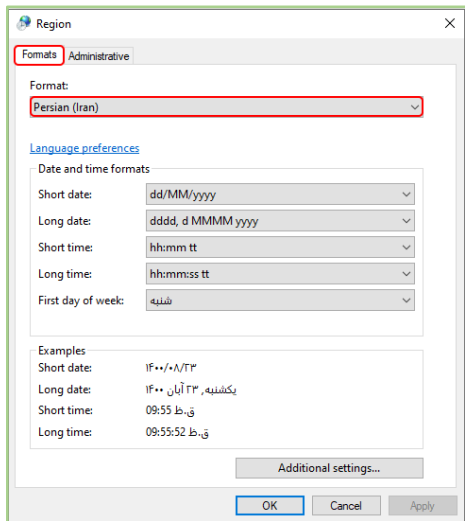 Region
Formats Administrative
Format:
Persian (Iran)
Language preferences
Date and time formats
Short date: dd/MM/yyyy
Long date: dddd, d MMMM yyyy
Short time: hh:mm tt
Long time: hh:mm:ss tt
First day of week: شنبه
Examples
Short date: ۱۴۰۰/۰۸/۲۳
Long date: یکشنبه, ۲۳ آبان ۱۴۰۰
Short time: 09:55 ق.ظ
Long time: 09:55:52 ق.ظ
Additional settings...
OK Cancel Apply